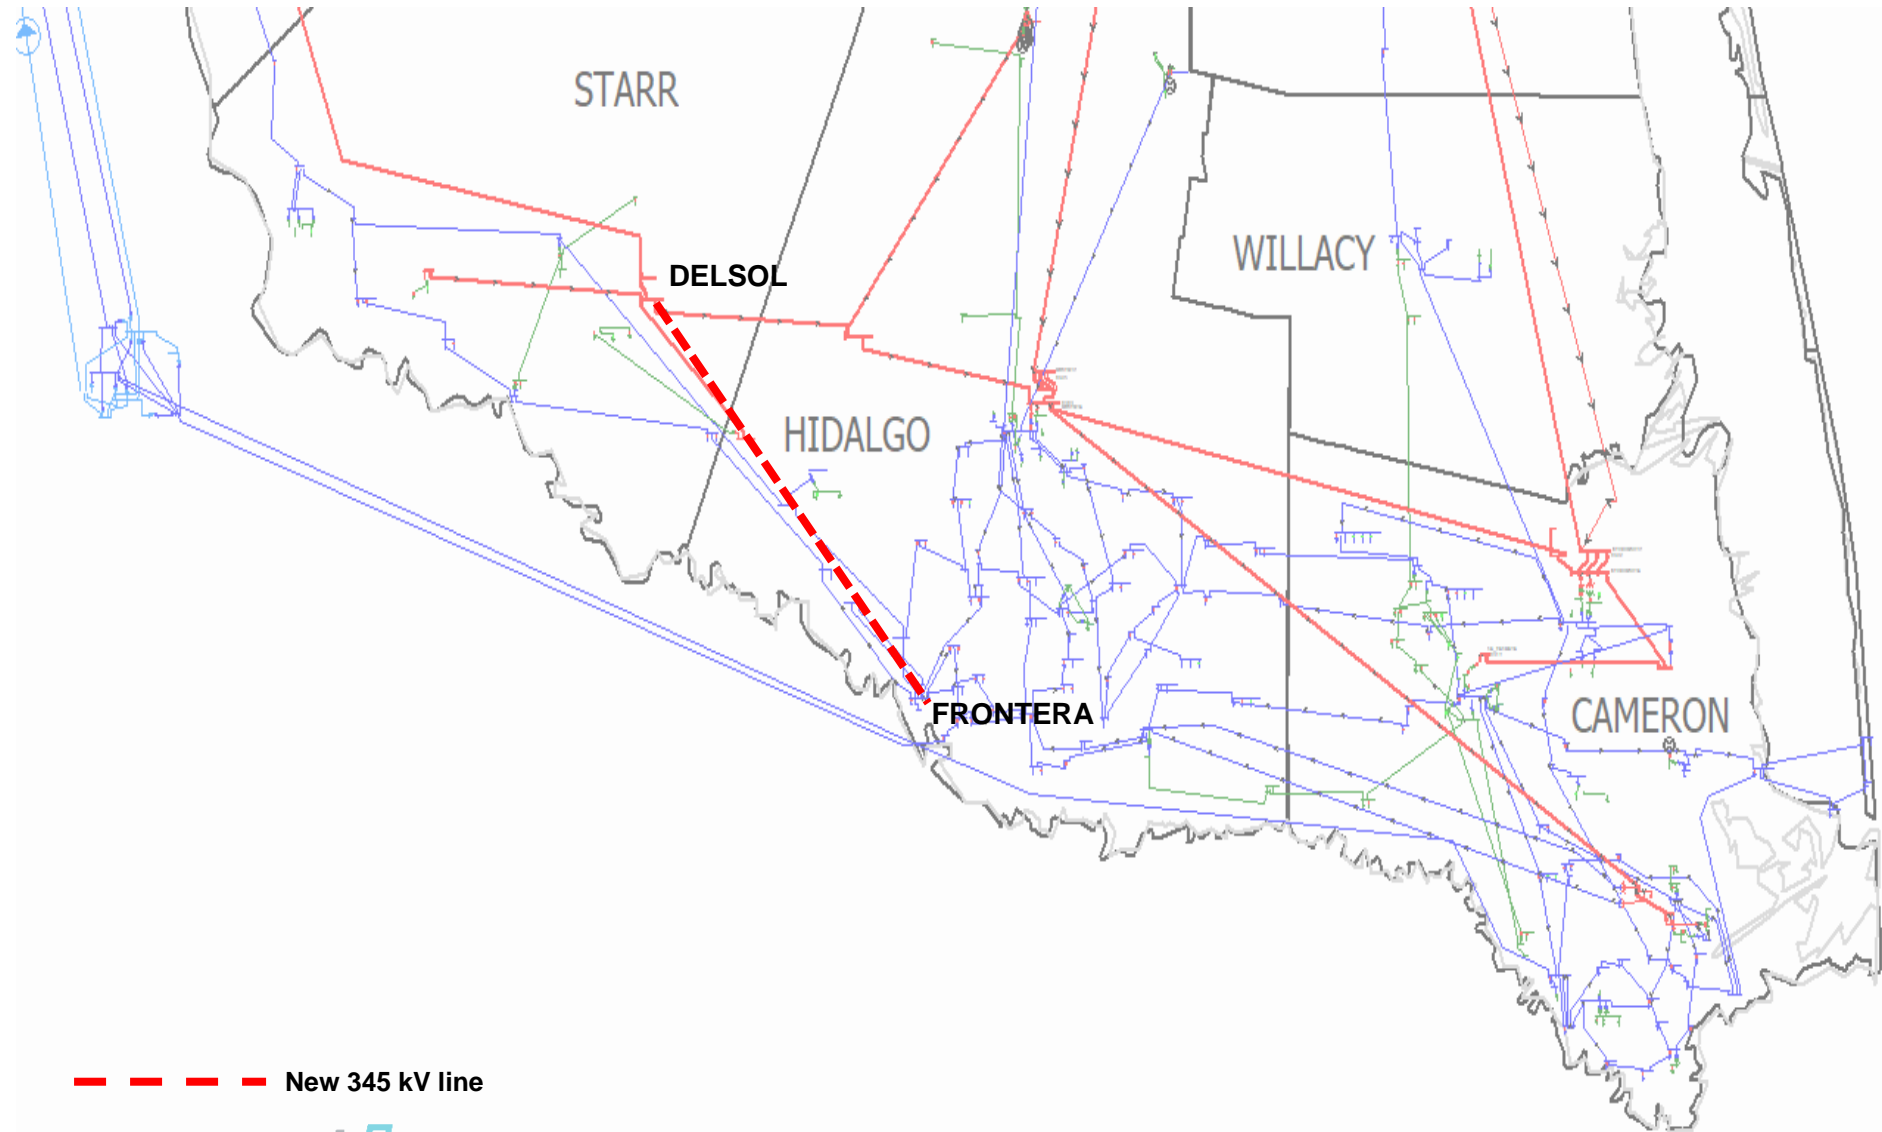 STARR
WILLACY
DELSOL
HIDALGO
FRONTERA
CAMERON
New 345 kV line